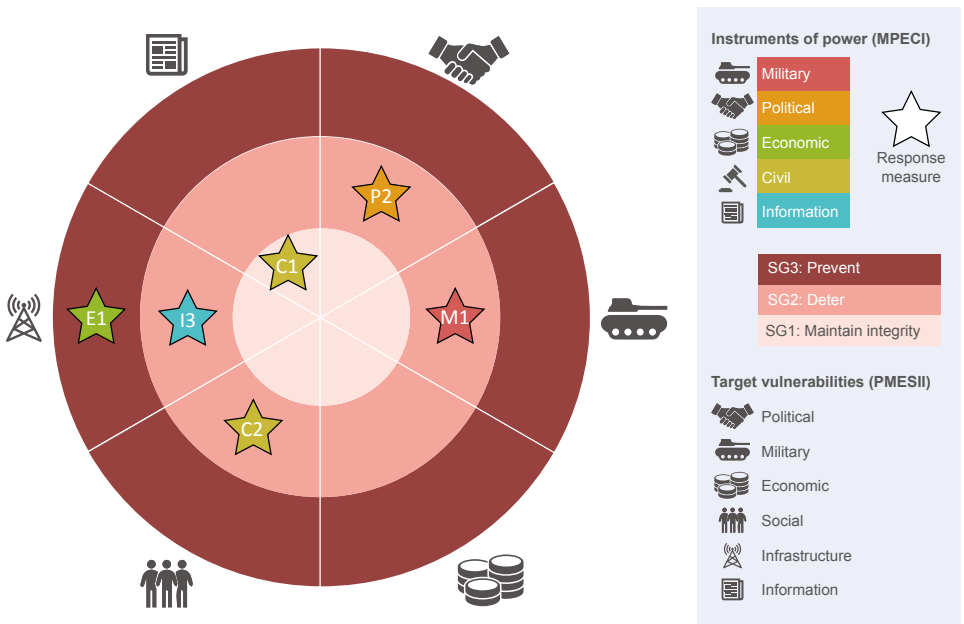 P2
C1
E1
I3
M1
C2
Instruments of power (MPECI)
Military
Political
Economic
Civil
Information
Response
measure
SG3: Prevent
SG2: Deter
SG1: Maintain integrity
Target vulnerabilities (PMESII)
Political
Military
Economic
Social
Infrastructure
Information